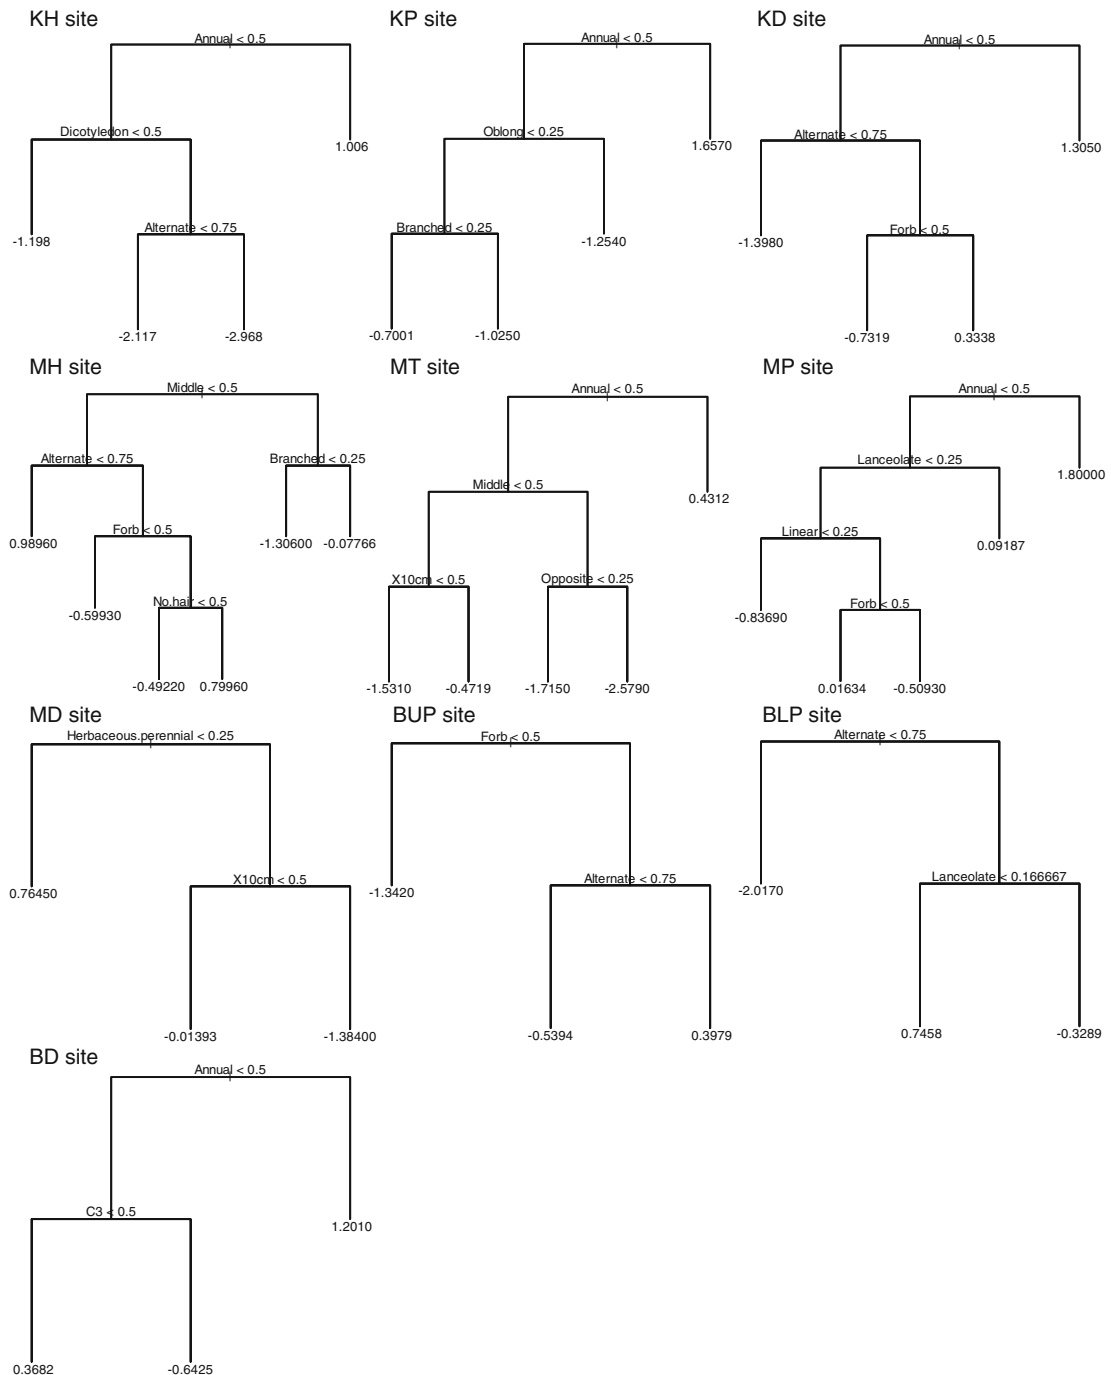 KH site
Annual < 0.5
Dicotyledon < 0.5
1.006
-1.198
Alternate < 0.75
-2.117
-2.968
KP site
Annual < 0.5
Oblong < 0.25
1.6570
Branched < 0.25
-1.2540
-0.7001
-1.0250
KD site
Annual < 0.5
Alternate < 0.75
1.3050
-1.3980
Forb < 0.5
-0.7319
0.3338
MH site
Middle < 0.5
Alternate < 0.75
Branched < 0.25
0.98960
Forb < 0.5
-1.30600
-0.07766
-0.59930
No.hair < 0.5
-0.49220
0.79960
MT site
Annual < 0.5
Middle < 0.5
0.4312
X10cm < 0.5
Opposite < 0.25
-1.5310
-0.4719
-1.7150
-2.5790
MP site
Annual < 0.5
Lanceolate < 0.25
1.80000
Linear < 0.25
0.09187
-0.83690
Forb < 0.5
0.01634
-0.50930
MD site
Herbaceous.perennial < 0.25
0.76450
X10cm < 0.5
-0.01393
-1.38400
BUP site
Forb < 0.5
-1.3420
Alternate < 0.75
-0.5394
0.3979
BLP site
Alternate < 0.75
-2.0170
Lanceolate < 0.166667
0.7458
-0.3289
BD site
Annual < 0.5
C3 < 0.5
1.2010
0.3682
-0.6425